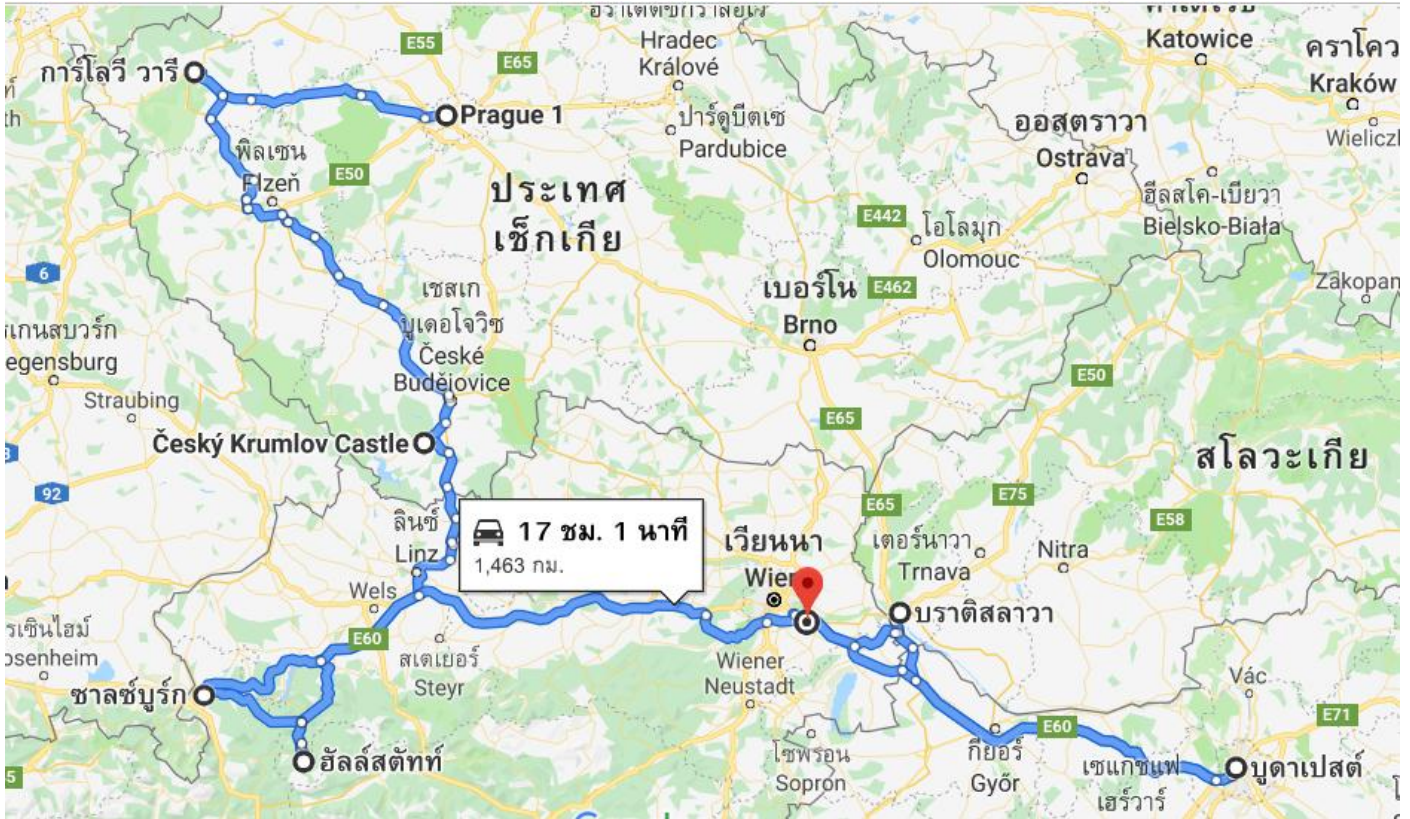 Hradec
Králové
Katowice
คราโคว
Kraków
E55
E65
การ์โลวี วารี
Prague 1
ปาร์ดูบีตเซ
Pardubice
ออสตราวา
Ostrava
พิลเซน
Plzeň
E50
ประเทศ
เช็กเกีย
ฮีลสโค-เบียวา
Bielsko-Biała
E442
โอโลมุก
Olomouc
6
เชสเก
บูเดอโจวิช
České
Budějovice
เบอร์โน
Brno
E462
E50
Straubing
E65
Český Krumlov Castle
สโลวะเกีย
92
E65
E75
E58
ลินซ์
Linz
17 ชม. 1 นาที
1,463 กม.
เวียนนา
เตอร์นาวา
Trnava
Nitra
Wels
บราติสลาวา
E60
สเตเยอร์
Steyr
Wiener
Neustadt
Vác
ซาลซ์บูร์ก
E60
E71
ฮัลล์สตัทท์
โซพรอน
Sopron
กียอร์
Győr
เซแกชแฟ
เฮร์วาร์
บูดาเปสต์